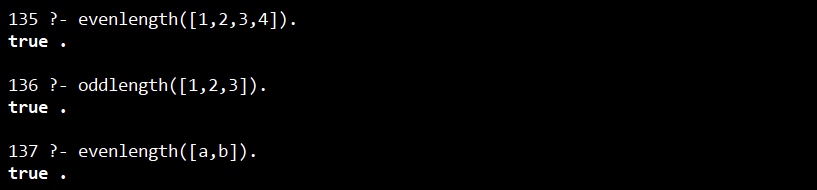 135 ?- evenlength([1,2,3,4]).
true .
136 ?- oddlength([1,2,3]).
true .
137 ?- evenlength([a,b]).
true .